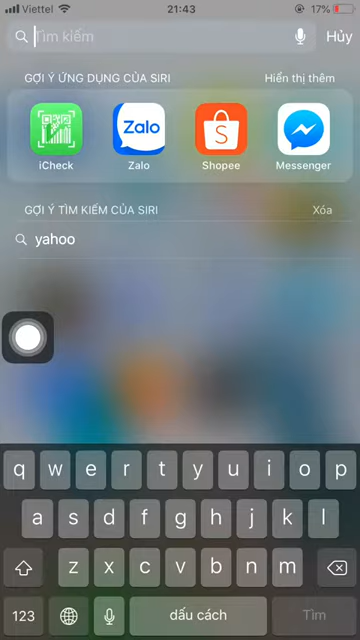 Viettel 21:43 17%
Tìm kiếm Hủy
GỢI Ý ỨNG DỤNG CỦA SIRI Hiển thị thêm
Zalo
iCheck Zalo Shopee Messenger
GỢI Ý TÌM KIẾM CỦA SIRI Xóa
yahoo
q w e r t y u i o p
a s d f g h j k l
z x c v b n m
123 dấu cách Tìm